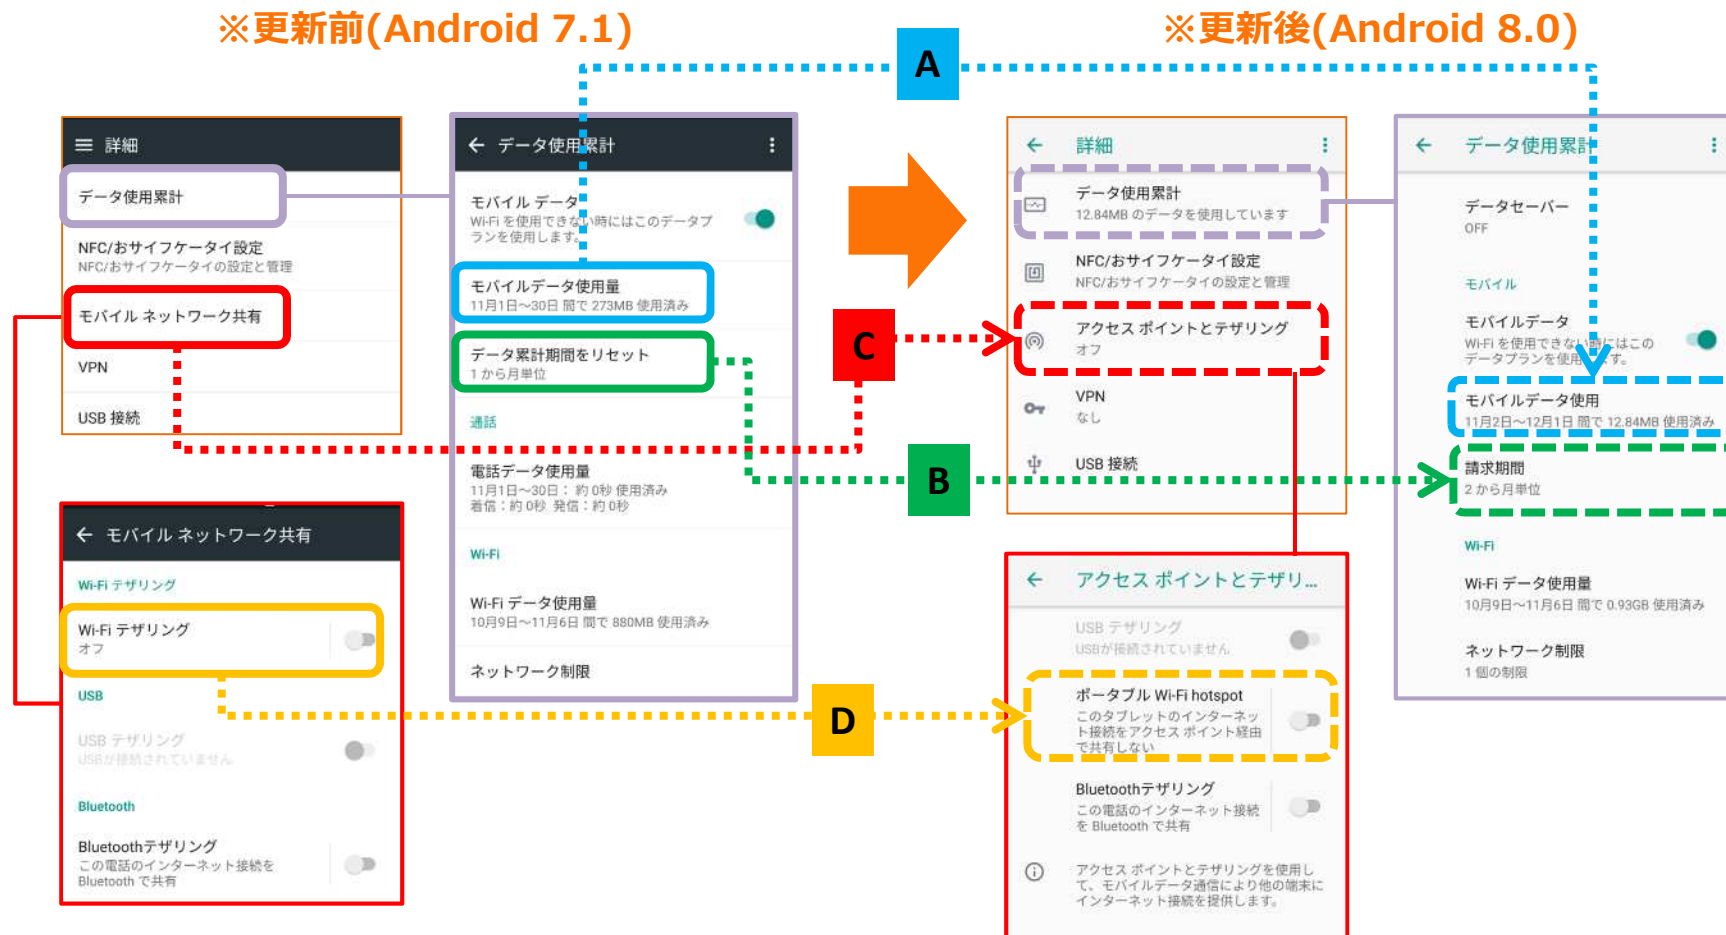 ※更新前(Android 7.1)
※更新後(Android 8.0)
A
詳細
データ使用累計
NFC/おサイフケータイ設定
NFC/おサイフケータイの設定と管理
モバイル ネットワーク共有
VPN
USB 接続
データ使用累計
モバイル データ
Wi-Fi を使用できない時にはこのデータプ
ランを使用します。
モバイルデータ使用量
11月1日～30日 間で 273MB 使用済み
データ累計期間をリセット
1 から月単位
通話
電話データ使用量
11月1日～30日： 約 0秒 使用済み
着信：約 0秒 発信：約 0秒
Wi-Fi
Wi-Fi データ使用量
10月9日～11月6日 間で 880MB 使用済み
ネットワーク制限
モバイル ネットワーク共有
Wi-Fi テザリング
Wi-Fi テザリング
オフ
USB
USB テザリング
USBが接続されていません
Bluetooth
Bluetoothテザリング
この電話のインターネット接続を
Bluetooth で共有
C
B
D
詳細
データ使用累計
12.84MB のデータを使用しています
NFC/おサイフケータイ設定
NFC/おサイフケータイの設定と管理
アクセス ポイントとテザリング
オフ
VPN
なし
USB 接続
データ使用累計
データセーバー
OFF
モバイル
モバイルデータ
Wi-Fi を使用できない時にはこの
データプランを使用します。
モバイルデータ使用
11月2日～12月1日 間で 12.84MB 使用済み
請求期間
2 から月単位
Wi-Fi
Wi-Fi データ使用量
10月9日～11月6日 間で 0.93GB 使用済み
ネットワーク制限
1 個の制限
アクセス ポイントとテザリ...
USB テザリング
USBが接続されていません
ポータブル Wi-Fi hotspot
このタブレットのインターネッ
ト接続をアクセス ポイント経由
で共有しない
Bluetoothテザリング
この電話のインターネット接続
を Bluetooth で共有
アクセス ポイントとテザリングを使用し
て、モバイルデータ通信により他の端末に
インターネット接続を提供します。